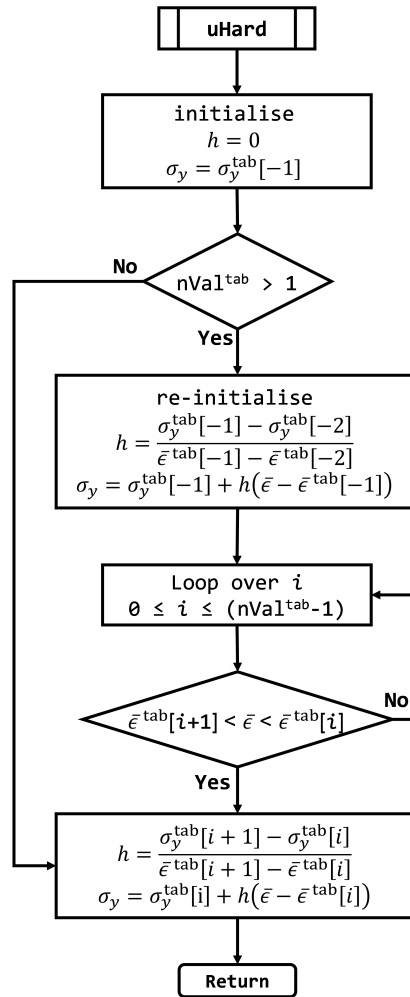 uHard
initialise
h = 0
σ_y = σ_y^tab[−1]
No
nVal^tab > 1
Yes
re-initialise
h = (σ_y^tab[−1] − σ_y^tab[−2]) / (ε̄^tab[−1] − ε̄^tab[−2])
σ_y = σ_y^tab[−1] + h(ε̄ − ε̄^tab[−1])
Loop over i
0 ≤ i ≤ (nVal^tab-1)
ε̄^tab[i+1] < ε̄ < ε̄^tab[i]
No
Yes
h = (σ_y^tab[i + 1] − σ_y^tab[i]) / (ε̄^tab[i + 1] − ε̄^tab[i])
σ_y = σ_y^tab[i] + h(ε̄ − ε̄^tab[i])
Return